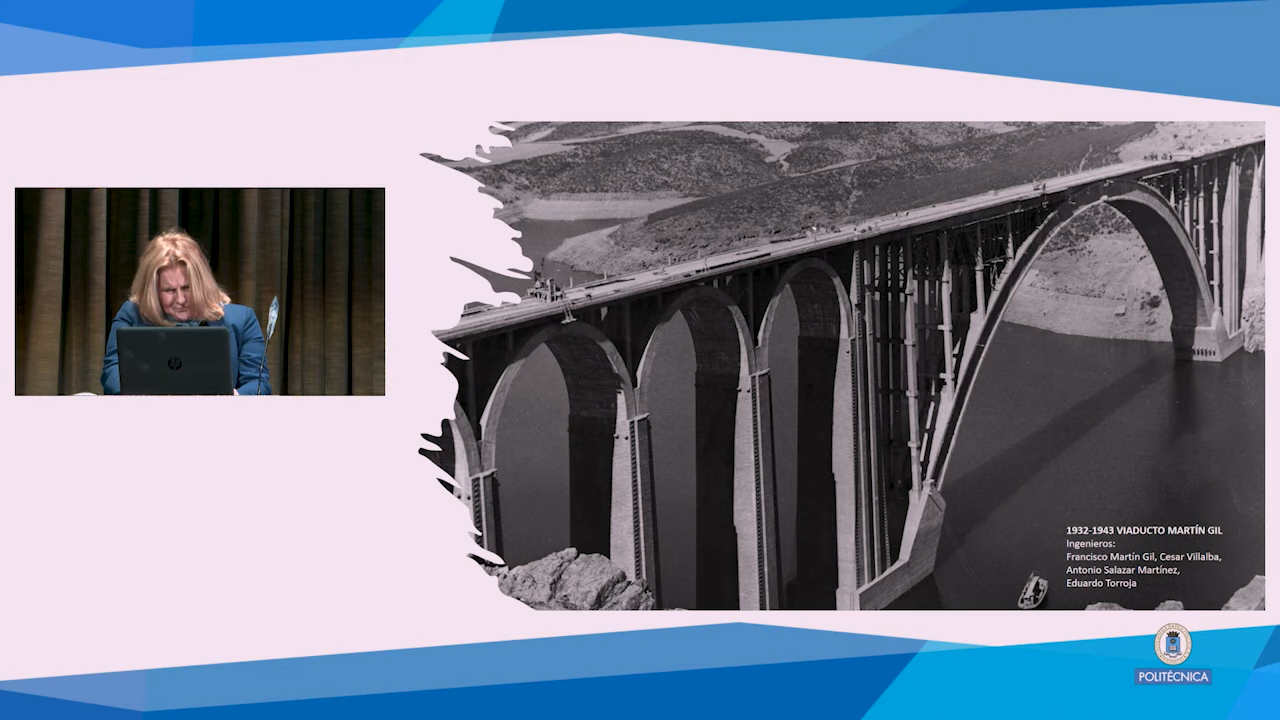 1932-1943 VIADUCTO MARTÍN GIL
Ingenieros:
Francisco Martín Gil, Cesar Villalba,
Antonio Salazar Martínez,
Eduardo Torroja
POLITÉCNICA